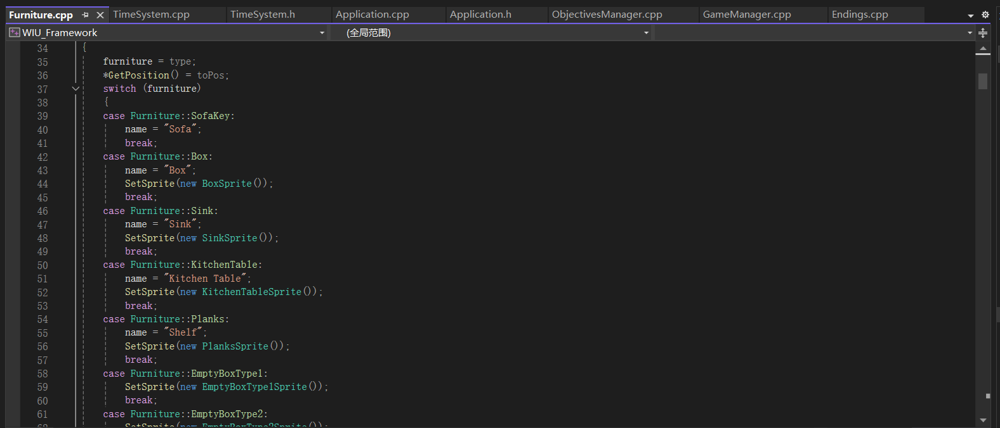 Furniture.cpp TimeSystem.cpp TimeSystem.h Application.cpp Application.h ObjectivesManager.cpp GameManager.cpp Endings.cpp
WIU_Framework (全局范围)
34 {
35 furniture = type;
36 *GetPosition() = toPos;
37 switch (furniture)
38 {
39 case Furniture::SofaKey:
40 name = "Sofa";
41 break;
42 case Furniture::Box:
43 name = "Box";
44 SetSprite(new BoxSprite());
45 break;
46 case Furniture::Sink:
47 name = "Sink";
48 SetSprite(new SinkSprite());
49 break;
50 case Furniture::KitchenTable:
51 name = "Kitchen Table";
52 SetSprite(new KitchenTableSprite());
53 break;
54 case Furniture::Planks:
55 name = "Shelf";
56 SetSprite(new PlanksSprite());
57 break;
58 case Furniture::EmptyBoxType1:
59 SetSprite(new EmptyBoxType1Sprite());
60 break;
61 case Furniture::EmptyBoxType2:
62 SetSprite(new EmptyBoxType2Sprite());